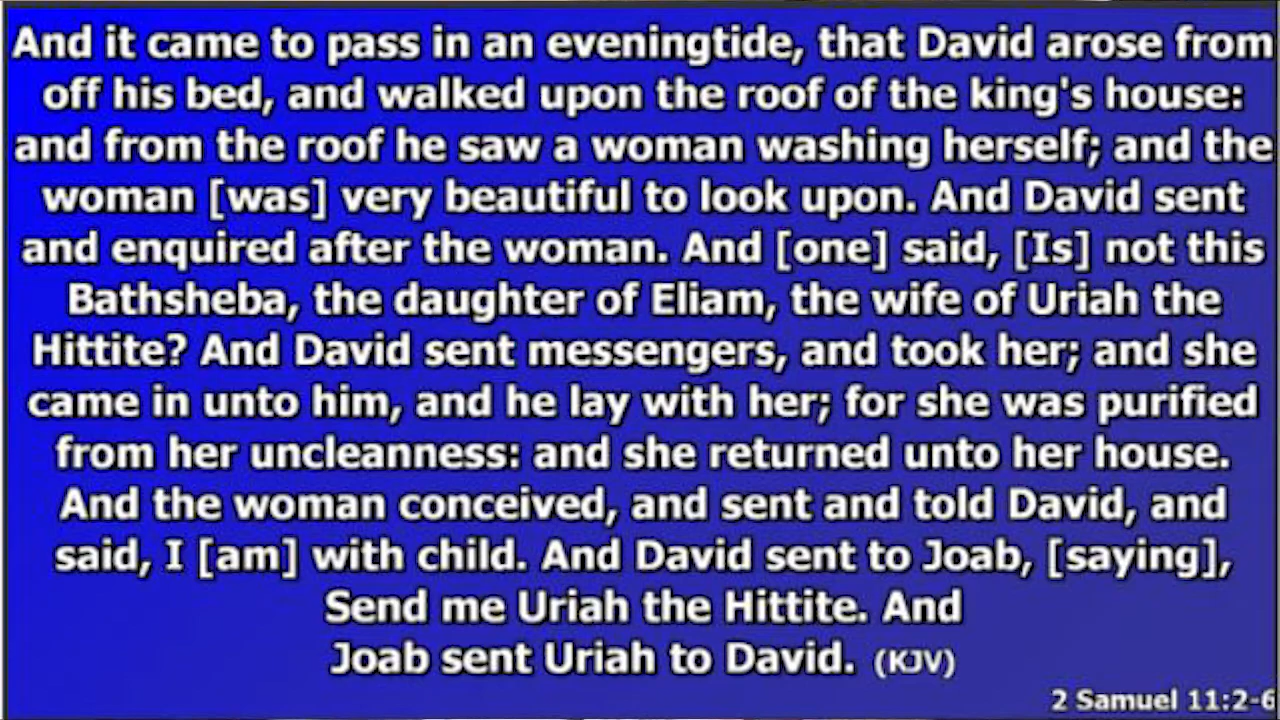 And it came to pass in an eveningtide, that David arose from
off his bed, and walked upon the roof of the king's house:
and from the roof he saw a woman washing herself; and the
woman [was] very beautiful to look upon. And David sent
and enquired after the woman. And [one] said, [Is] not this
Bathsheba, the daughter of Eliam, the wife of Uriah the
Hittite? And David sent messengers, and took her; and she
came in unto him, and he lay with her; for she was purified
from her uncleanness: and she returned unto her house.
And the woman conceived, and sent and told David, and
said, I [am] with child. And David sent to Joab, [saying],
Send me Uriah the Hittite. And
Joab sent Uriah to David. (KJV)
2 Samuel 11:2-6